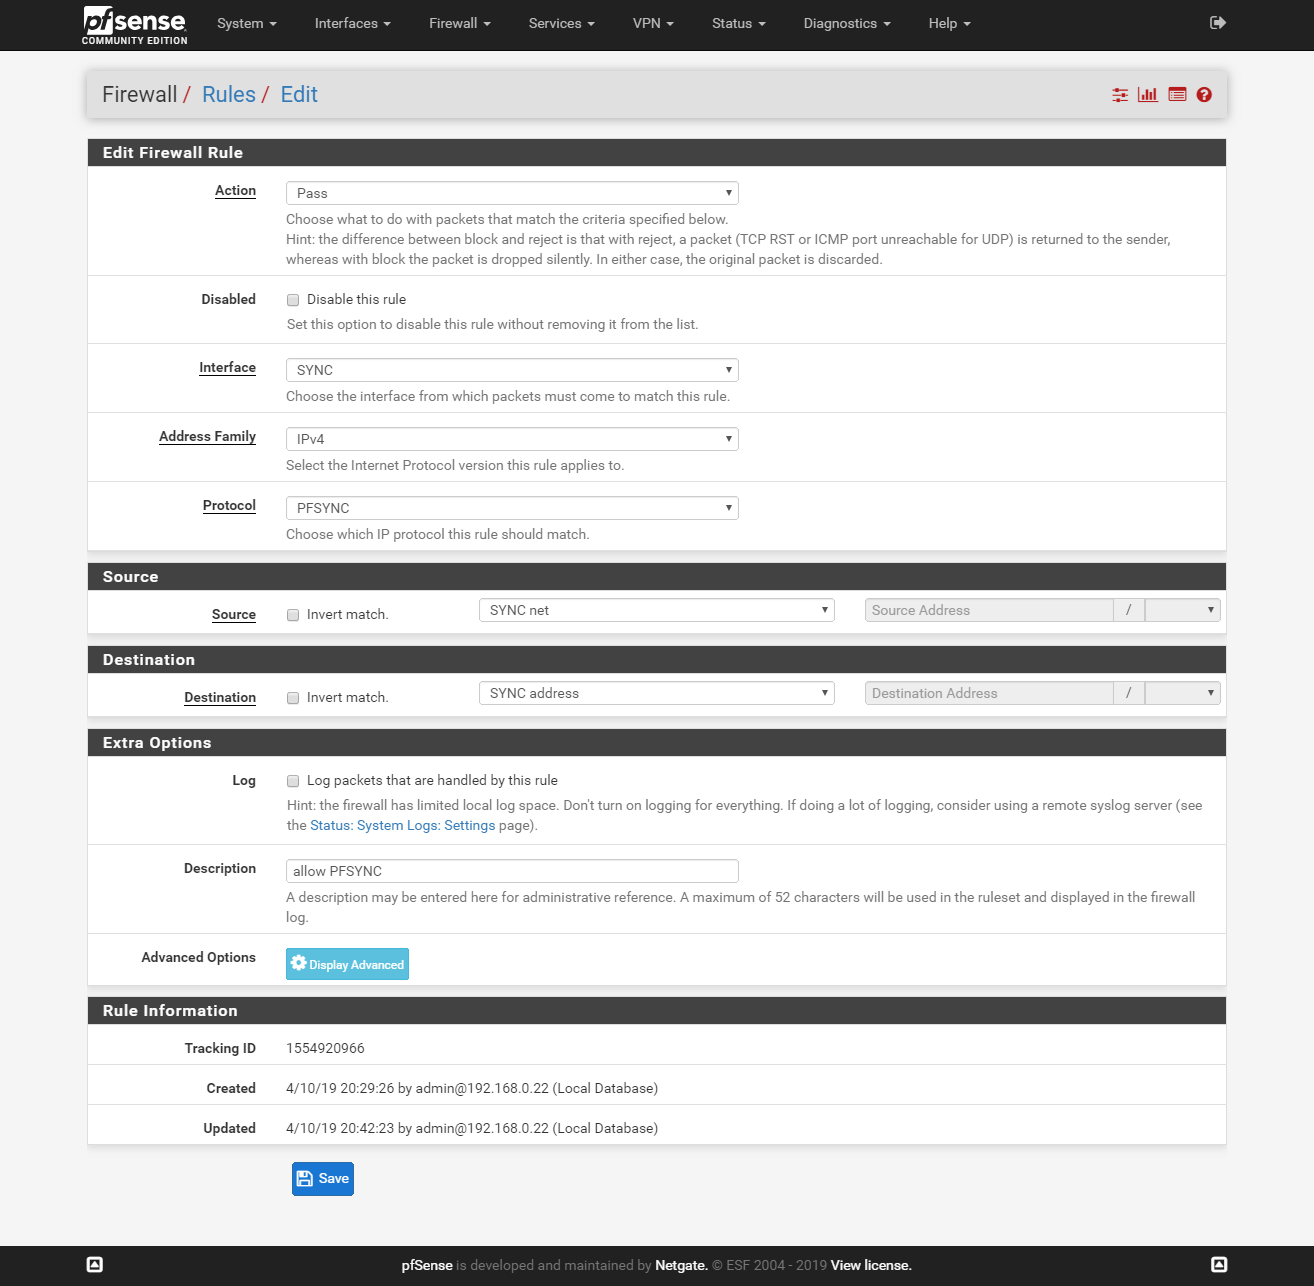 pfsense
COMMUNITY EDITION
System Interfaces Firewall Services VPN Status Diagnostics Help
Firewall / Rules / Edit
Edit Firewall Rule
Action
Pass
Choose what to do with packets that match the criteria specified below.
Hint: the difference between block and reject is that with reject, a packet (TCP RST or ICMP port unreachable for UDP) is returned to the sender,
whereas with block the packet is dropped silently. In either case, the original packet is discarded.
Disabled
Disable this rule
Set this option to disable this rule without removing it from the list.
Interface
SYNC
Choose the interface from which packets must come to match this rule.
Address Family
IPv4
Select the Internet Protocol version this rule applies to.
Protocol
PFSYNC
Choose which IP protocol this rule should match.
Source
Source Invert match. SYNC net Source Address /
Destination
Destination Invert match. SYNC address Destination Address /
Extra Options
Log
Log packets that are handled by this rule
Hint: the firewall has limited local log space. Don't turn on logging for everything. If doing a lot of logging, consider using a remote syslog server (see
the Status: System Logs: Settings page).
Description
allow PFSYNC
A description may be entered here for administrative reference. A maximum of 52 characters will be used in the ruleset and displayed in the firewall
log.
Advanced Options
Display Advanced
Rule Information
Tracking ID 1554920966
Created 4/10/19 20:29:26 by admin@192.168.0.22 (Local Database)
Updated 4/10/19 20:42:23 by admin@192.168.0.22 (Local Database)
Save
pfSense is developed and maintained by Netgate. © ESF 2004 - 2019 View license.